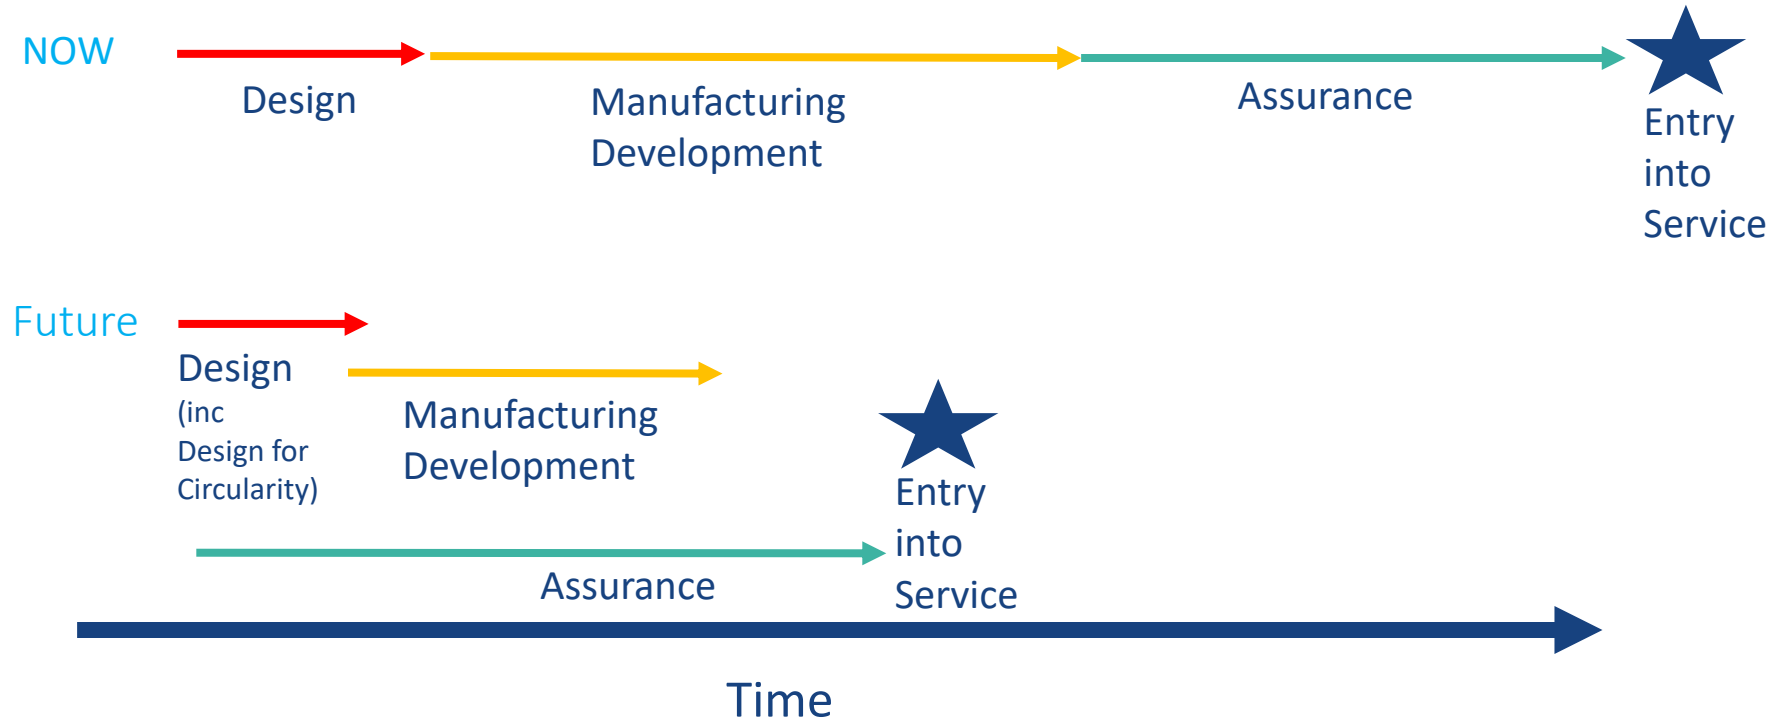 NOW
Design
Manufacturing
Development
Assurance
Entry
into
Service
Future
Design
(inc
Design for
Circularity)
Manufacturing
Development
Assurance
Entry
into
Service
Time